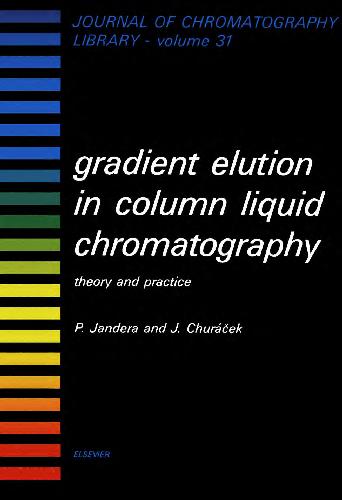 JOURNAL OF CHROMATOGRAPHY
LIBRARY - volume 31
gradient elution
in column liquid
chromatography
theory and practice
P. Jandera and J. Churáček
ELSEVIER